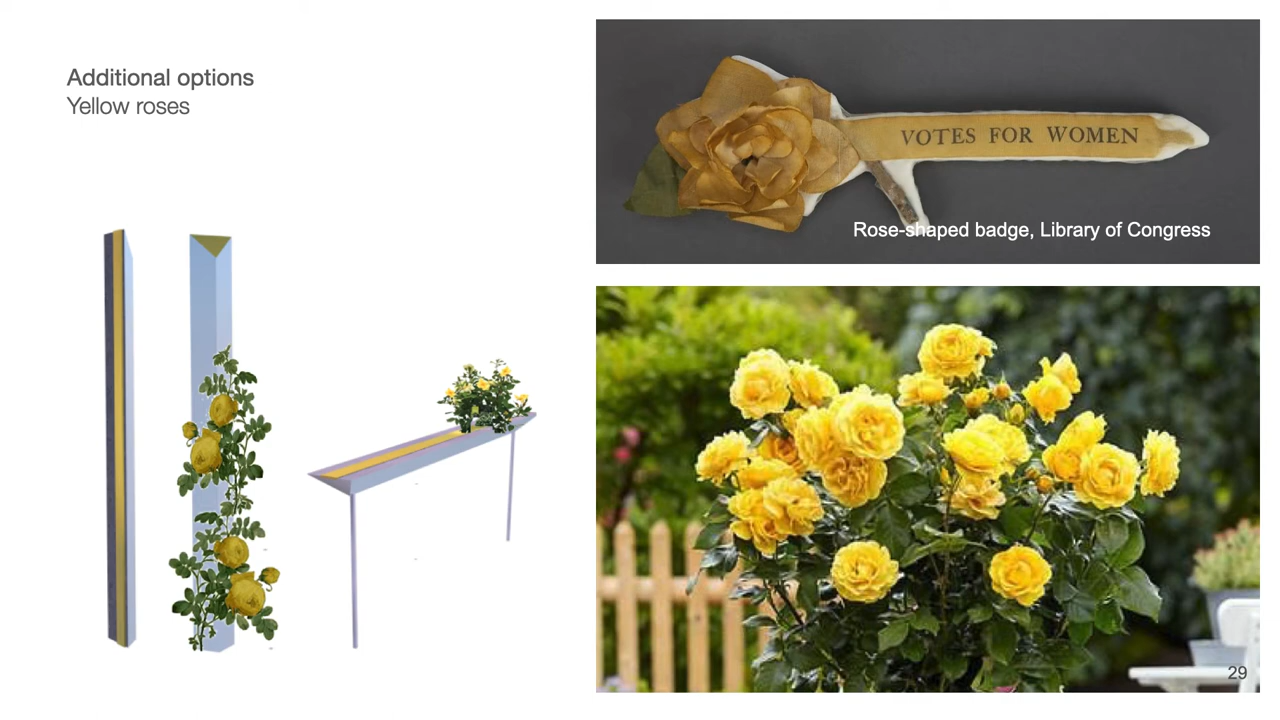 Additional options
Yellow roses
VOTES FOR WOMEN
Rose-shaped badge, Library of Congress
29